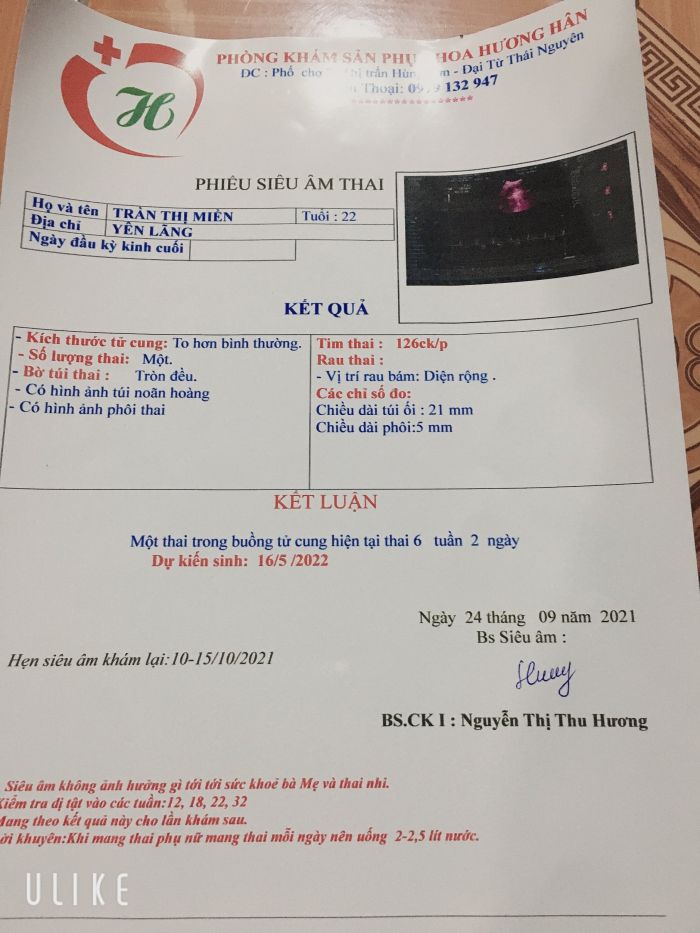 H
PHÒNG KHÁM SẢN PHỤ KHOA HƯƠNG HÂN
ĐC : Phố chợ trấn Hùng - Đại Từ Thái Nguyên
Thoại: 132 947
PHIẾU SIÊU ÂM THAI
Họ và tên TRẦN THỊ MIÊN Tuổi : 22
Địa chỉ YÊN LÃNG
Ngày đầu kỳ kinh cuối
KẾT QUẢ
- Kích thước tử cung: To hơn bình thường.
- Số lượng thai: Một.
- Bờ túi thai : Tròn đều.
- Có hình ảnh túi noãn hoàng
- Có hình ảnh phôi thai
Tim thai : 126ck/p
Rau thai :
- Vị trí rau bám: Diện rộng .
Các chỉ số đo:
Chiều dài túi ối : 21 mm
Chiều dài phôi:5 mm
KẾT LUẬN
Một thai trong buồng tử cung hiện tại thai 6 tuần 2 ngày
Dự kiến sinh: 16/5 /2022
Ngày 24 tháng 09 năm 2021
Bs Siêu âm :
Hẹn siêu âm khám lại:10-15/10/2021
BS.CK I : Nguyễn Thị Thu Hương
Siêu âm không ảnh hưởng gì tới tới sức khoẻ bà Mẹ và thai nhi.
Kiểm tra dị tật vào các tuần:12, 18, 22, 32
Mang theo kết quả này cho lần khám sau.
ời khuyên:Khi mang thai phụ nữ mang thai mỗi ngày nên uống 2-2,5 lít nước.
ULIKE